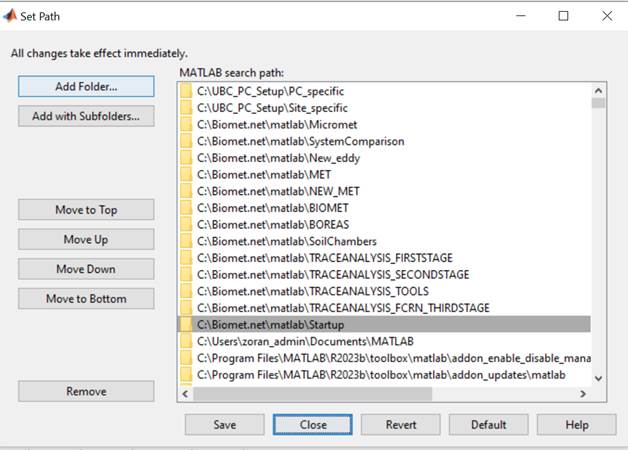 Set Path
All changes take effect immediately.
MATLAB search path:
Add Folder...
Add with Subfolders...
Move to Top
Move Up
Move Down
Move to Bottom
Remove
C:\UBC_PC_Setup\PC_specific
C:\UBC_PC_Setup\Site_specific
C:\Biomet.net\matlab\Micromet
C:\Biomet.net\matlab\SystemComparison
C:\Biomet.net\matlab\New_eddy
C:\Biomet.net\matlab\MET
C:\Biomet.net\matlab\NEW_MET
C:\Biomet.net\matlab\BIOMET
C:\Biomet.net\matlab\BOREAS
C:\Biomet.net\matlab\SoilChambers
C:\Biomet.net\matlab\TRACEANALYSIS_FIRSTSTAGE
C:\Biomet.net\matlab\TRACEANALYSIS_SECONDSTAGE
C:\Biomet.net\matlab\TRACEANALYSIS_TOOLS
C:\Biomet.net\matlab\TRACEANALYSIS_FCRN_THIRDSTAGE
C:\Biomet.net\matlab\Startup
C:\Users\zoran_admin\Documents\MATLAB
C:\Program Files\MATLAB\R2023b\toolbox\matlab\addon_enable_disable_mana
C:\Program Files\MATLAB\R2023b\toolbox\matlab\addon_updates\matlab
Save
Close
Revert
Default
Help